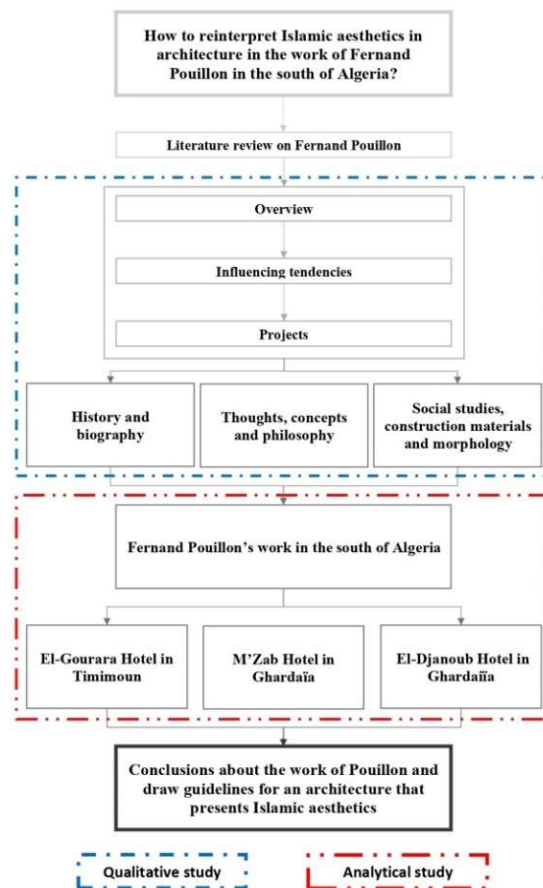 How to reinterpret Islamic aesthetics in
architecture in the work of Fernand
Pouillon in the south of Algeria?
Literature review on Fernand Pouillon
Overview
Influencing tendencies
Projects
History and
biography
Thoughts, concepts
and philosophy
Social studies,
construction materials
and morphology
Fernand Pouillon's work in the south of Algeria
El-Gourara Hotel in
Timimoun
M'Zab Hotel in
Ghardaïa
El-Djanoub Hotel in
Ghardaiïa
Conclusions about the work of Pouillon and
draw guidelines for an architecture that
presents Islamic aesthetics
Qualitative study
Analytical study